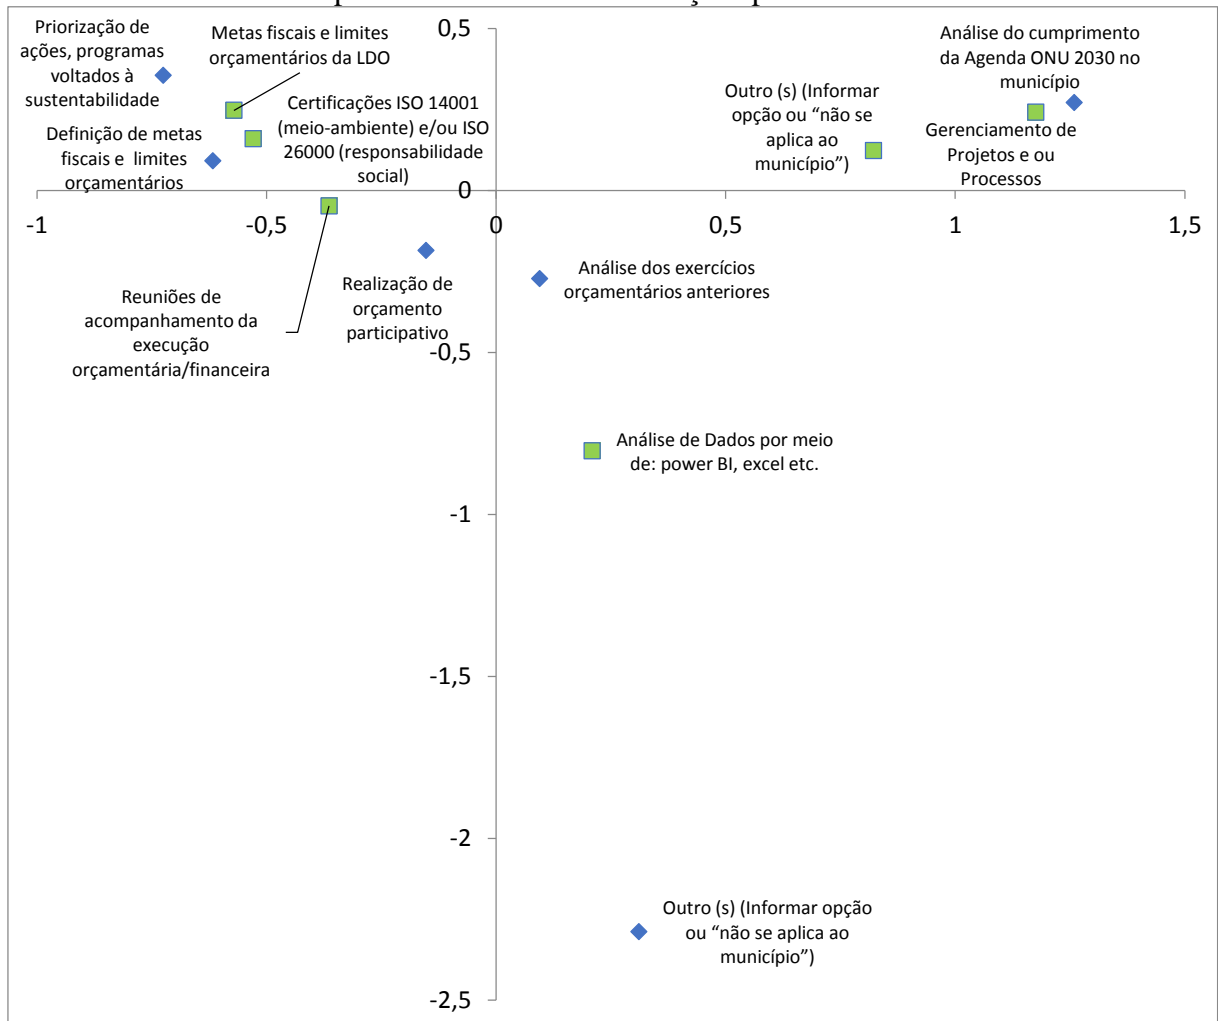 Priorização de
ações, programas
voltados à
sustentabilidade
Metas fiscais e limites
orçamentários da LDO
0,5
Análise do cumprimento
da Agenda ONU 2030 no
município
Certificações ISO 14001
(meio-ambiente) e/ou ISO
26000 (responsabilidade
social)
Outro (s) (Informar
opção ou “não se
aplica ao
município”)
Definição de metas
fiscais e limites
orçamentários
Gerenciamento de
Projetos e ou
Processos
0
-1
-0,5
0
0,5
1
1,5
Reuniões de
acompanhamento da
execução
orçamentária/financeira
Realização de
orçamento
participativo
Análise dos exercícios
orçamentários anteriores
-0,5
Análise de Dados por meio
de: power BI, excel etc.
-1
-1,5
-2
Outro (s) (Informar opção
ou “não se aplica ao
município”)
-2,5